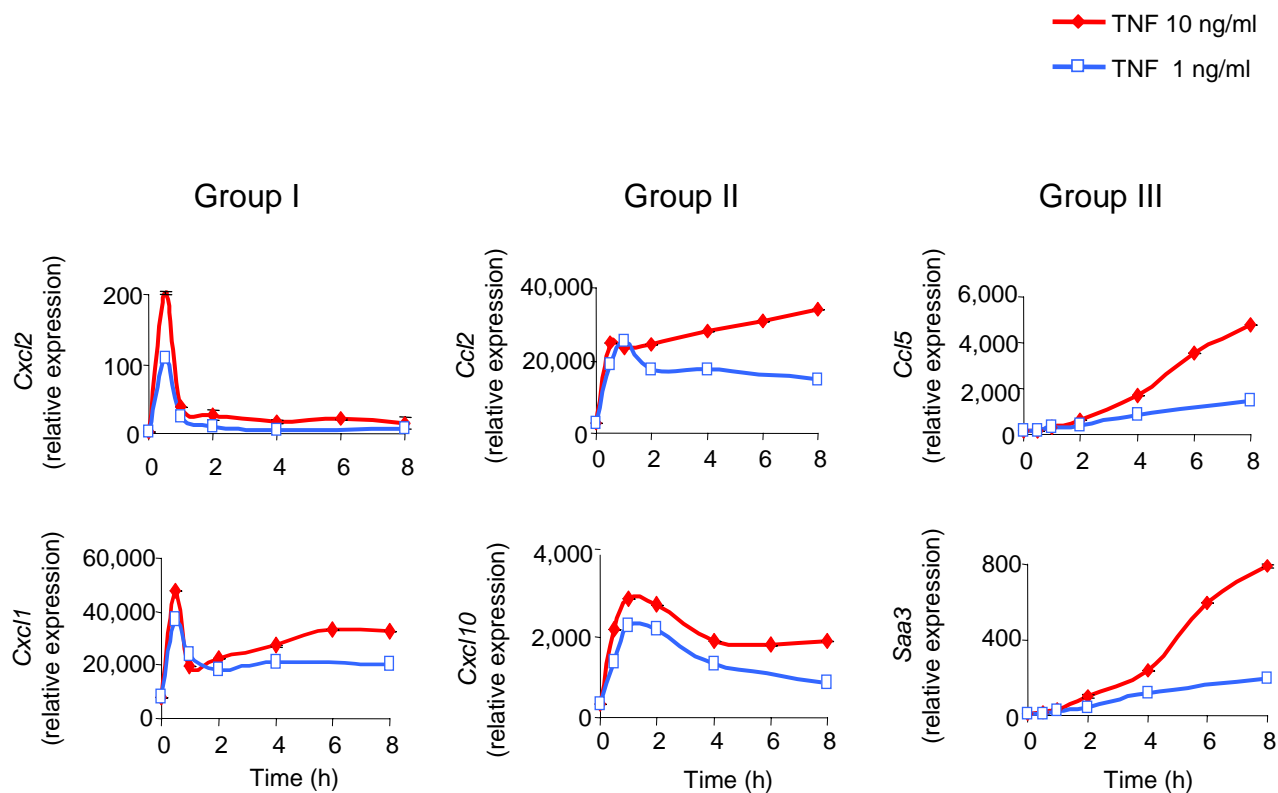 TNF 10 ng/ml
TNF 1 ng/ml
Group I
Group II
Group III
Cxcl2
(relative expression)
200
100
0
0 2 4 6 8
Ccl2
(relative expression)
40,000
20,000
0
0 2 4 6 8
Ccl5
(relative expression)
6,000
4,000
2,000
0
0 2 4 6 8
Cxcl1
(relative expression)
60,000
40,000
20,000
0
0 2 4 6 8
Time (h)
Cxcl10
(relative expression)
4,000
2,000
0
0 2 4 6 8
Time (h)
Saa3
(relative expression)
800
400
0
0 2 4 6 8
Time (h)